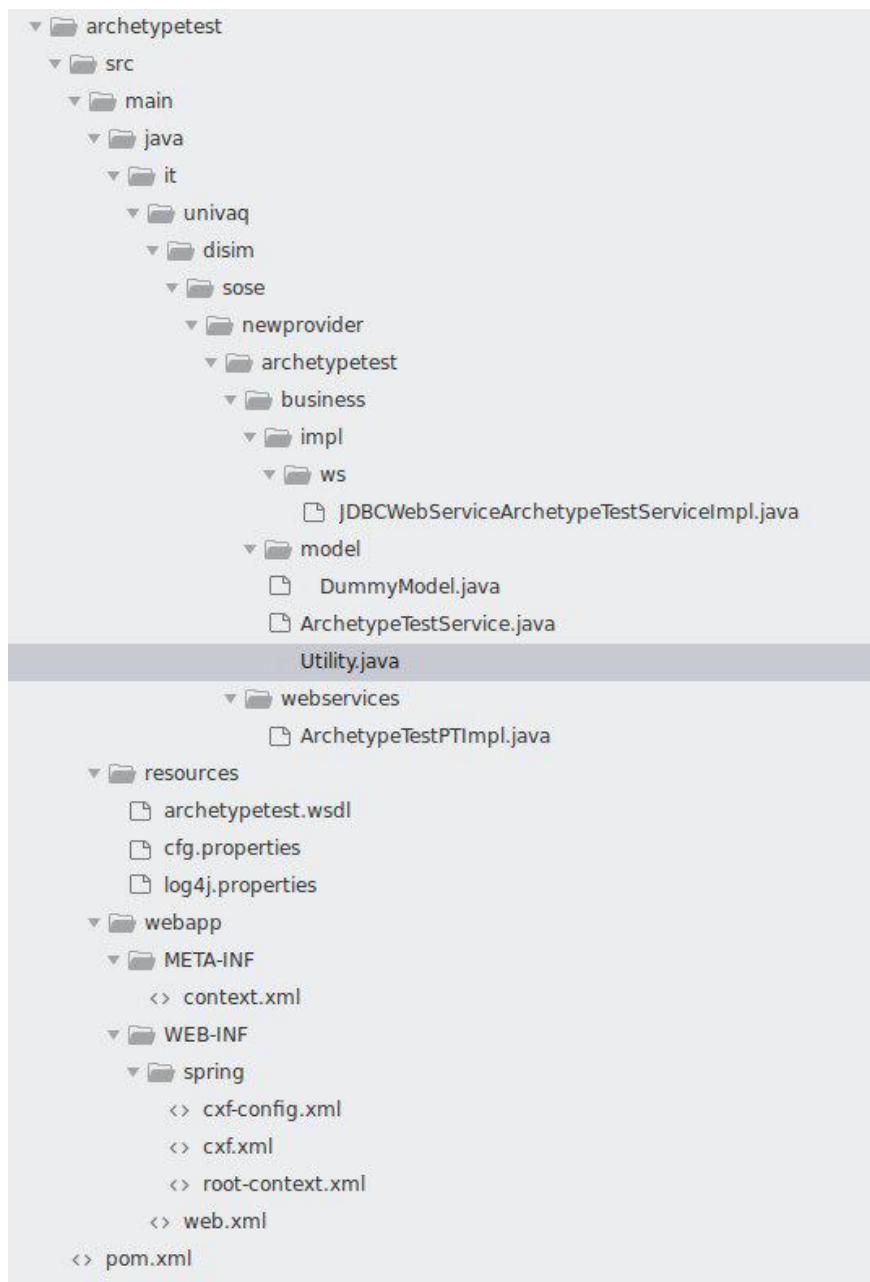 archetypetest
src
main
java
it
univaq
disim
sose
newprovider
archetypetest
business
impl
ws
JDBCWebServiceArchetypeTestServiceImpl.java
model
DummyModel.java
ArchetypeTestService.java
Utility.java
webservices
ArchetypeTestPTImpl.java
resources
archetypetest.wsdl
cfg.properties
log4j.properties
webapp
META-INF
<> context.xml
WEB-INF
spring
<> cxf-config.xml
<> cxf.xml
<> root-context.xml
<> web.xml
<> pom.xml